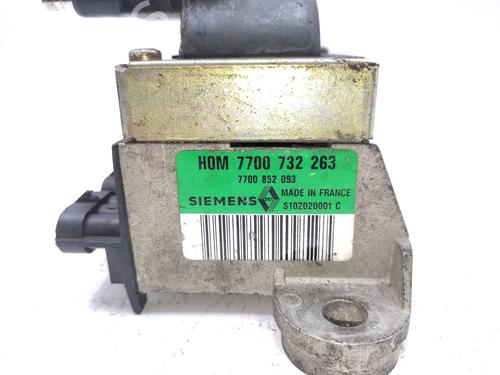 HOM 7700 732 263
7700 852 093
SIEMENS MADE IN FRANCE
S102020001 C